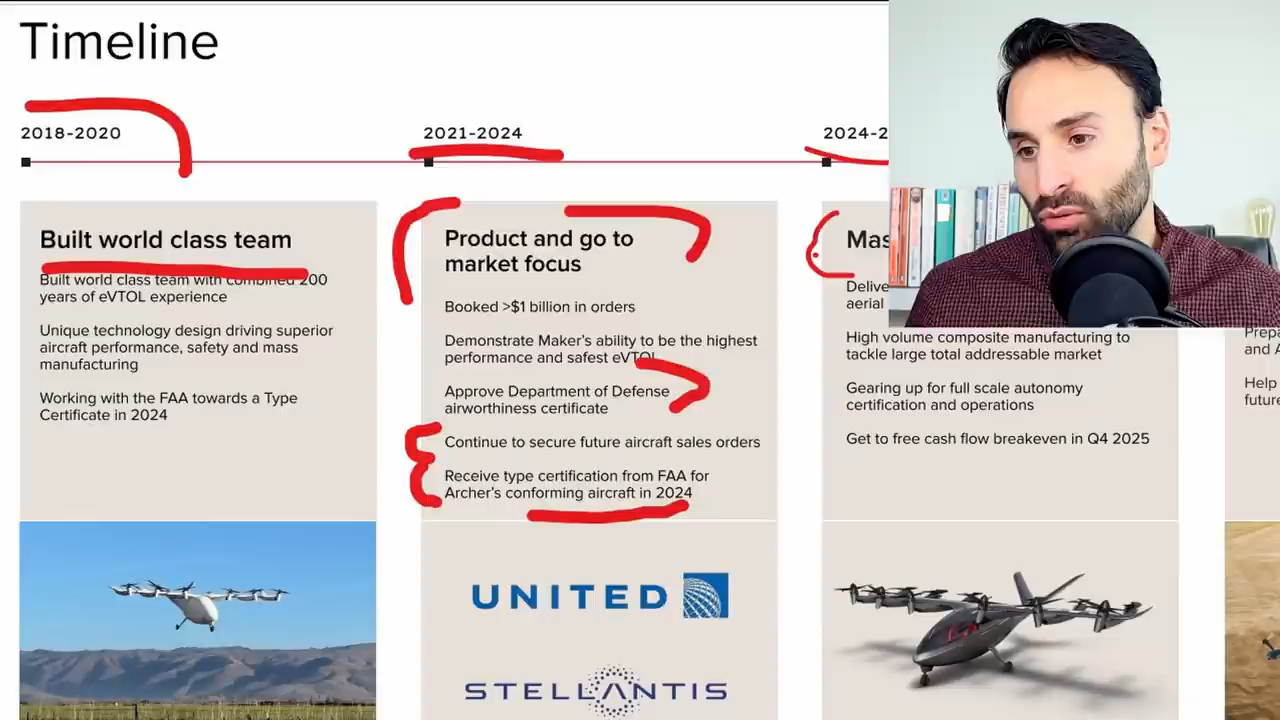 Timeline
2018-2020
2021-2024
2024-2
Built world class team
Built world class team with combined 200
years of eVTOL experience
Unique technology design driving superior
aircraft performance, safety and mass
manufacturing
Working with the FAA towards a Type
Certificate in 2024
Product and go to
market focus
Booked >$1 billion in orders
Demonstrate Maker's ability to be the highest
performance and safest eVTOL
Approve Department of Defense
airworthiness certificate
Continue to secure future aircraft sales orders
Receive type certification from FAA for
Archer's conforming aircraft in 2024
UNITED
STELLANTIS
Mas
Delive
aerial
High volume composite manufacturing to
tackle large total addressable market
Gearing up for full scale autonomy
certification and operations
Get to free cash flow breakeven in Q4 2025
Prepa
and A
Help
future